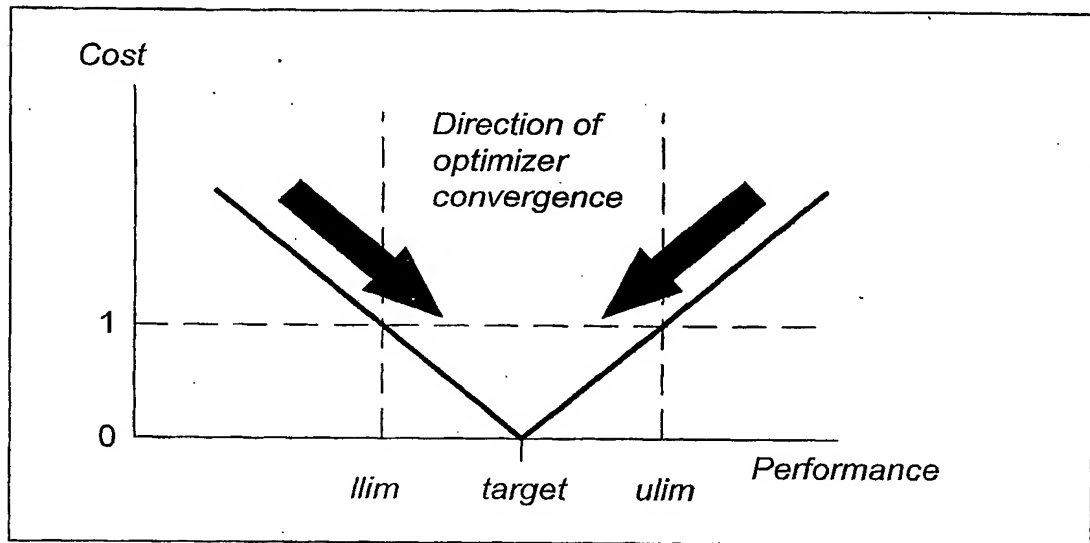 Cost
Direction of
optimizer
convergence
1
0
llim
target
ulim
Performance